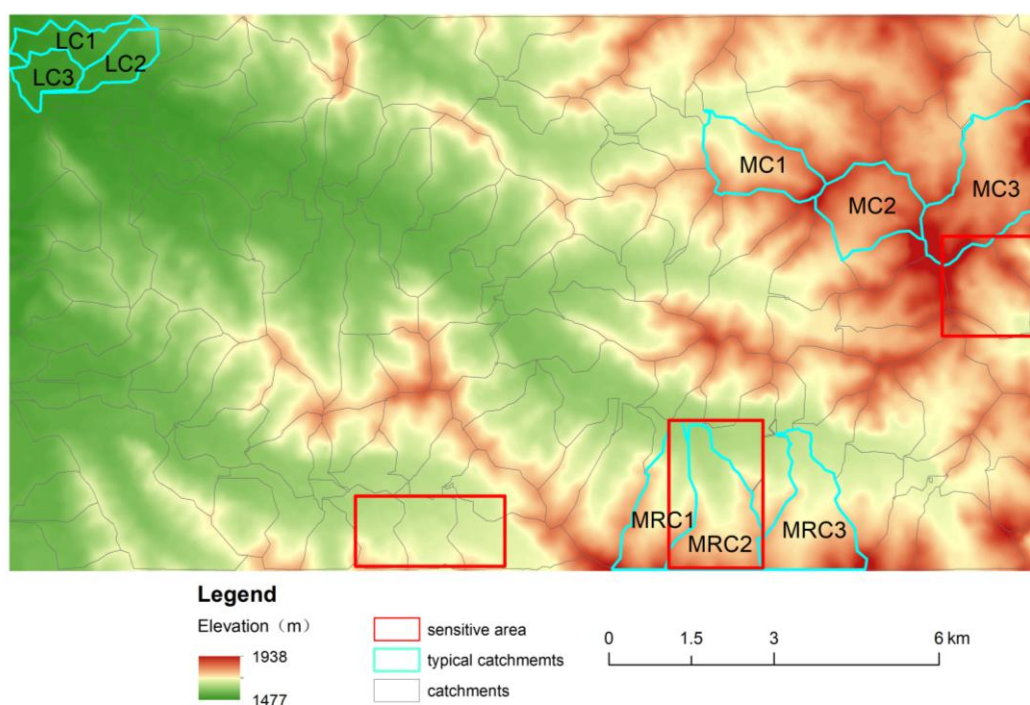 LC1
LC2
LC3
MC1
MC2
MC3
MRC1
MRC2
MRC3
Legend
Elevation（m）
1938
1477
sensitive area
typical catchmemts
catchments
0 1.5 3 6 km